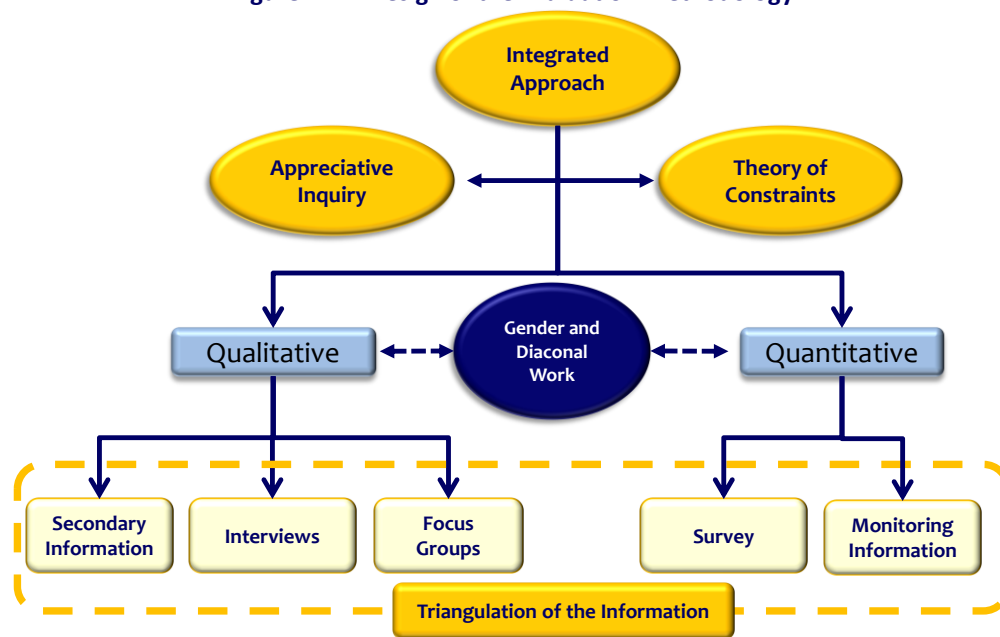 Integrated
Approach
Appreciative
Inquiry
Theory of
Constraints
Gender and
Diaconal
Work
Qualitative
Quantitative
Secondary
Information
Interviews
Focus
Groups
Survey
Monitoring
Information
Triangulation of the Information